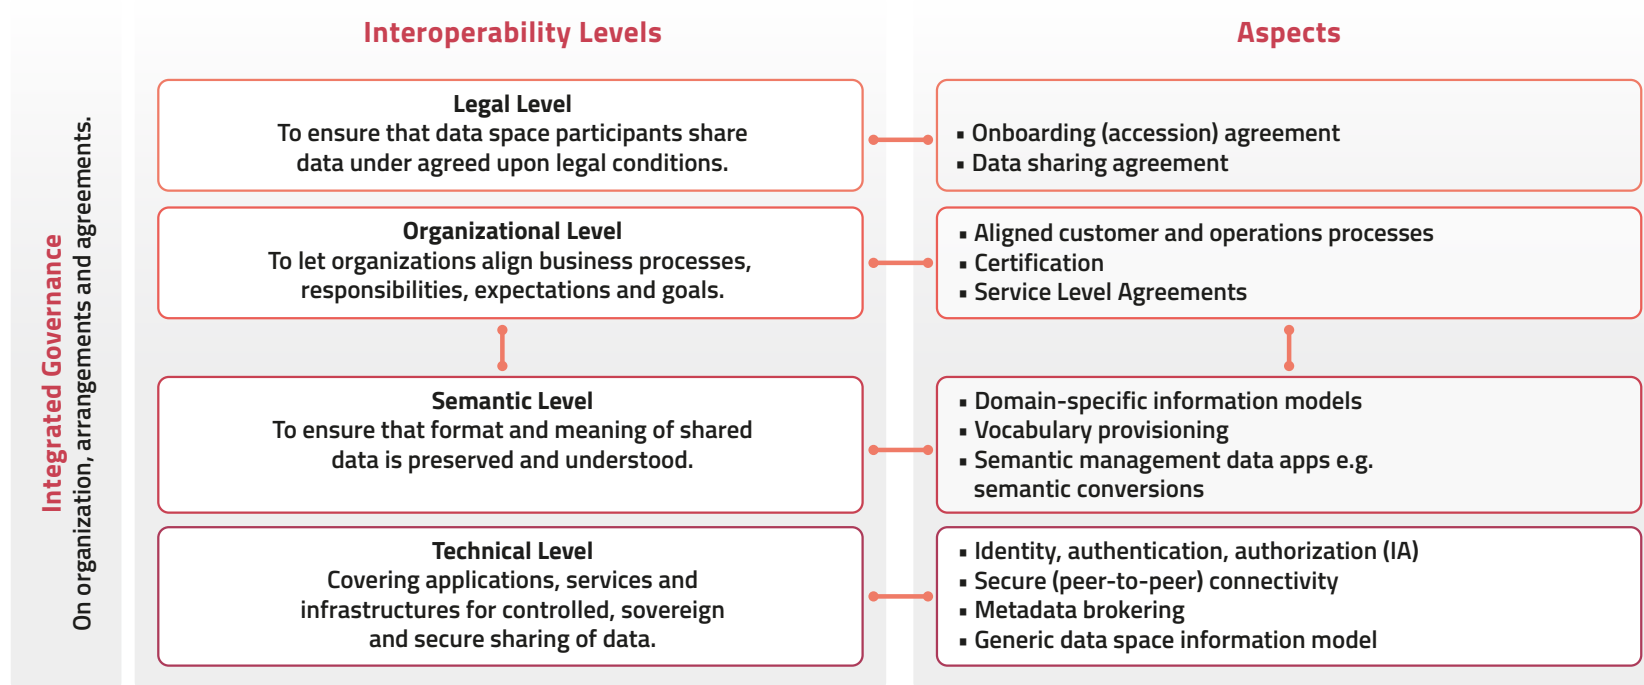 Integrated Governance
On organization, arrangements and agreements.
Interoperability Levels
Aspects
Legal Level
To ensure that data space participants share
data under agreed upon legal conditions.
▪ Onboarding (accession) agreement
▪ Data sharing agreement
Organizational Level
To let organizations align business processes,
responsibilities, expectations and goals.
▪ Aligned customer and operations processes
▪ Certification
▪ Service Level Agreements
Semantic Level
To ensure that format and meaning of shared
data is preserved and understood.
▪ Domain-specific information models
▪ Vocabulary provisioning
▪ Semantic management data apps e.g.
semantic conversions
Technical Level
Covering applications, services and
infrastructures for controlled, sovereign
and secure sharing of data.
▪ Identity, authentication, authorization (IA)
▪ Secure (peer-to-peer) connectivity
▪ Metadata brokering
▪ Generic data space information model